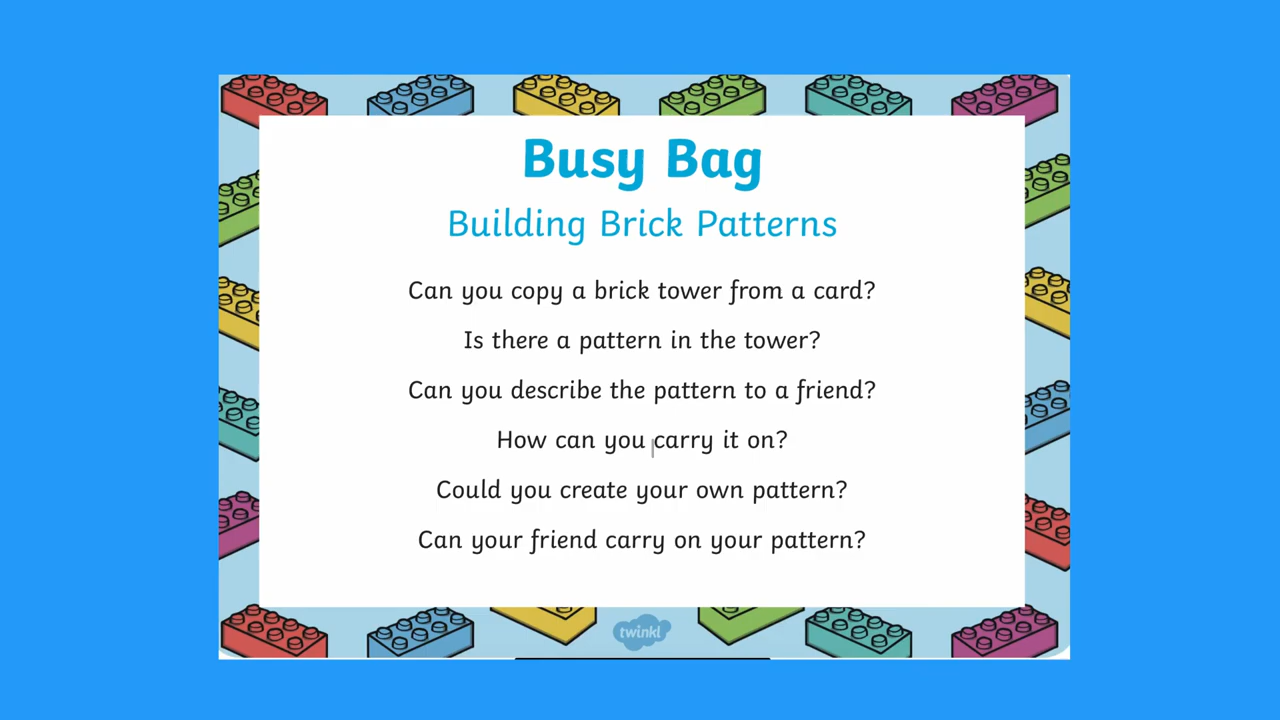 Busy Bag
Building Brick Patterns
Can you copy a brick tower from a card?
Is there a pattern in the tower?
Can you describe the pattern to a friend?
How can you carry it on?
Could you create your own pattern?
Can your friend carry on your pattern?
twinkl